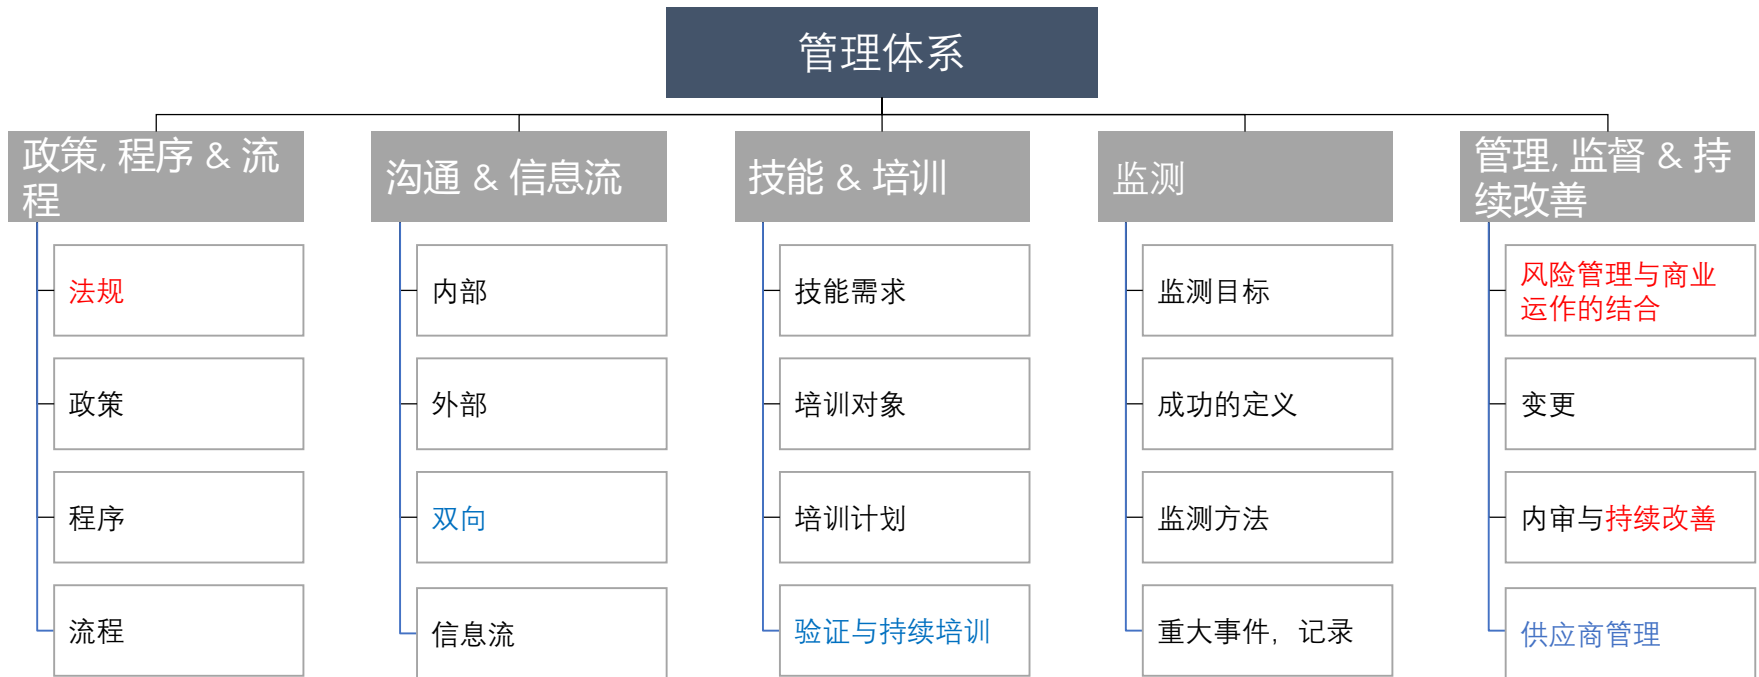 管理体系
政策, 程序 & 流
程
法规
政策
程序
流程
沟通 & 信息流
内部
外部
双向
信息流
技能 & 培训
技能需求
培训对象
培训计划
验证与持续培训
监测
监测目标
成功的定义
监测方法
重大事件，记录
管理, 监督 & 持
续改善
风险管理与商业
运作的结合
变更
内审与持续改善
供应商管理